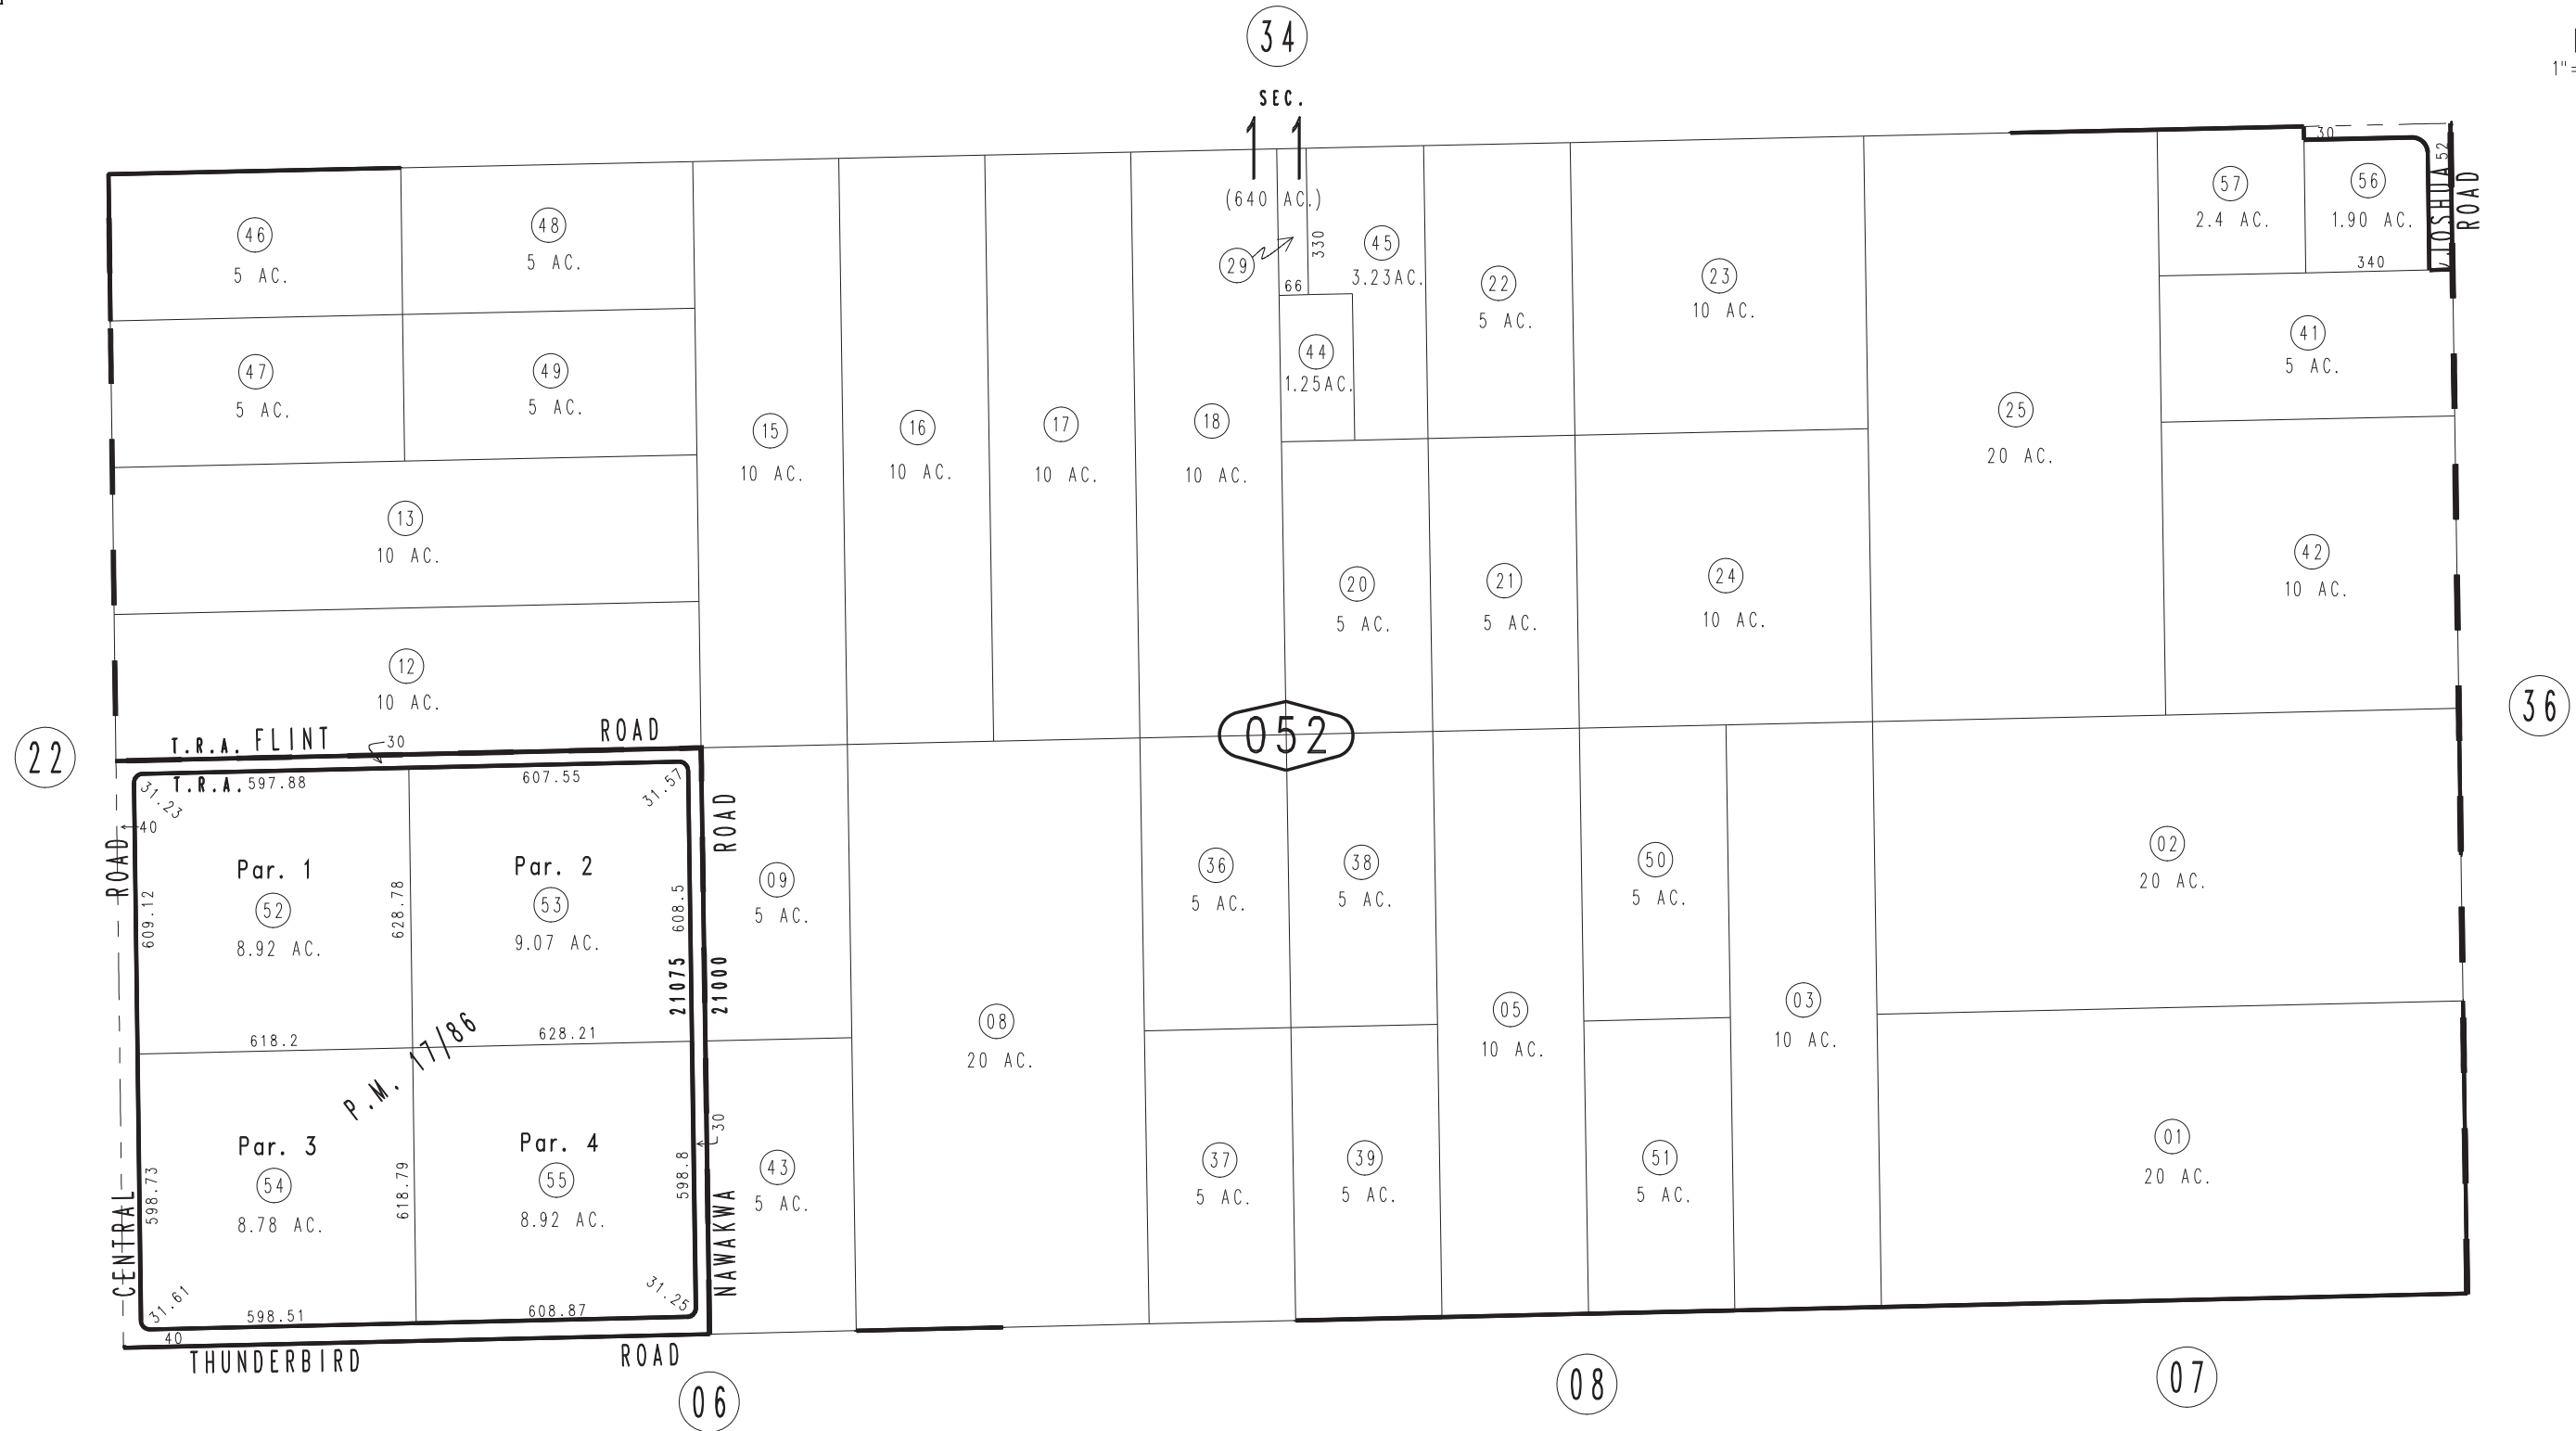 34
SEC.
11
(640 AC.)
1"=
46
5 AC.
48
5 AC.
47
5 AC.
49
5 AC.
13
10 AC.
12
10 AC.
15
10 AC.
16
10 AC.
17
10 AC.
18
10 AC.
29
330
66
45
3.23AC.
44
1.25AC.
22
5 AC.
23
10 AC.
20
5 AC.
21
5 AC.
24
10 AC.
25
20 AC.
57
2.4 AC.
30
56
1.90 AC.
340
52
JOSHUA
ROAD
41
5 AC.
42
10 AC.
22
36
052
T.R.A. FLINT ROAD
30
T.R.A.
597.88
607.55
31.23
31.57
40
ROAD
CENTRAL
Par. 1
52
8.92 AC.
609.12
628.78
618.2
Par. 2
53
9.07 AC.
608.5
628.21
21075
21000
P.M. 17/86
Par. 3
54
8.78 AC.
598.73
618.79
31.61
598.51
40
Par. 4
55
8.92 AC.
598.8
31.25
608.87
30
ROAD
NAWAKWA
THUNDERBIRD ROAD
09
5 AC.
43
5 AC.
08
20 AC.
36
5 AC.
38
5 AC.
37
5 AC.
39
5 AC.
05
10 AC.
50
5 AC.
51
5 AC.
03
10 AC.
02
20 AC.
01
20 AC.
06
08
07